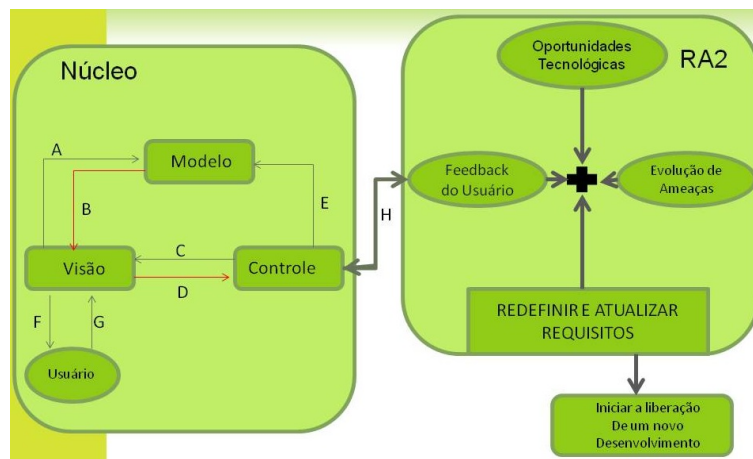 Núcleo
A
Modelo
B
E
C
Visão
Controle
D
F
G
Usuário
H
Oportunidades
Tecnológicas
RA2
Feedback
do Usuário
Evolução de
Ameaças
REDEFINIR E ATUALIZAR
REQUISITOS
Iniciar a liberação
De um novo
Desenvolvimento